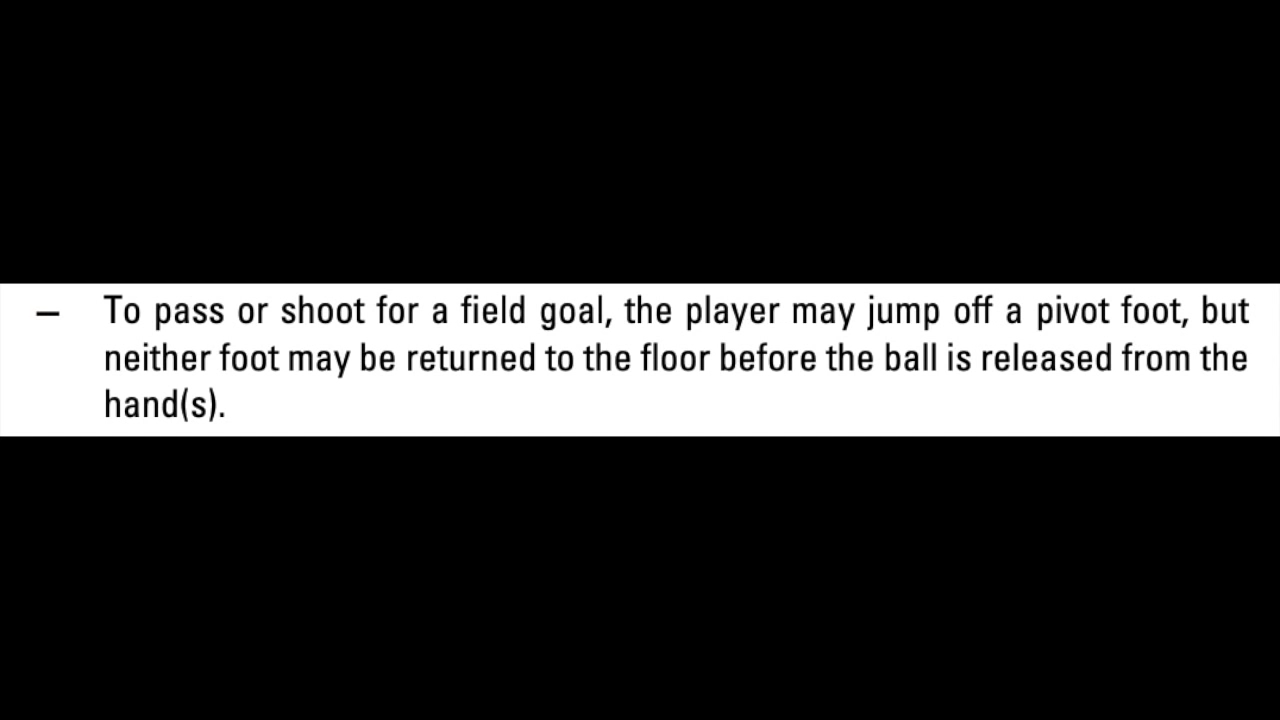 – To pass or shoot for a field goal, the player may jump off a pivot foot, but
neither foot may be returned to the floor before the ball is released from the
hand(s).